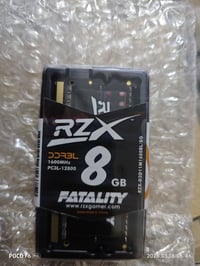 RZX
DDR3L
1600MHz
PC3L-12800
8
GB
FATALITY
www.rzxgamer.com
POCO F6